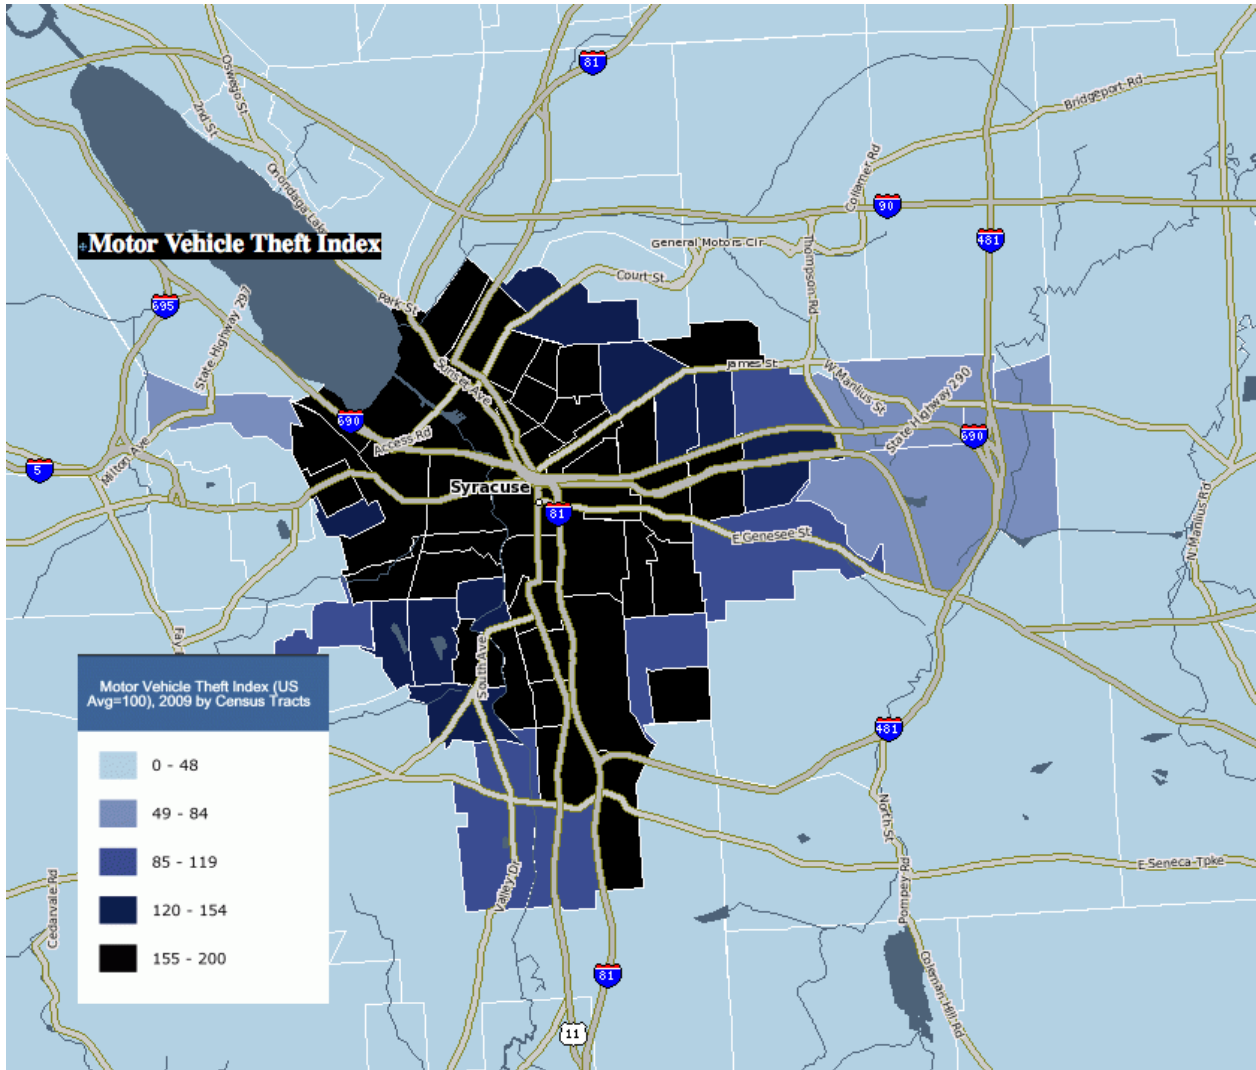 81
Oswego St
2nd St
Bridgeport Rd
Onondaga Lake
Collamer Rd
90
Motor Vehicle Theft Index
General Motors Cir
481
Thompson Rd
Court St
695
Park St
State Highway 297
James St
W Manlius St
Sunset Ave
State Highway 290
690
690
Access Rd
5
Milton Ave
Syracuse
N Manlius Rd
81
E Genesee St
Fay
South Ave
Motor Vehicle Theft Index (US
Avg=100), 2009 by Census Tracts
481
0 - 48
49 - 84
North St
85 - 119
E Seneca Tpke
Valley Dr
Pompey Rd
Cedarvale Rd
120 - 154
155 - 200
81
Coleman Hill Rd
11